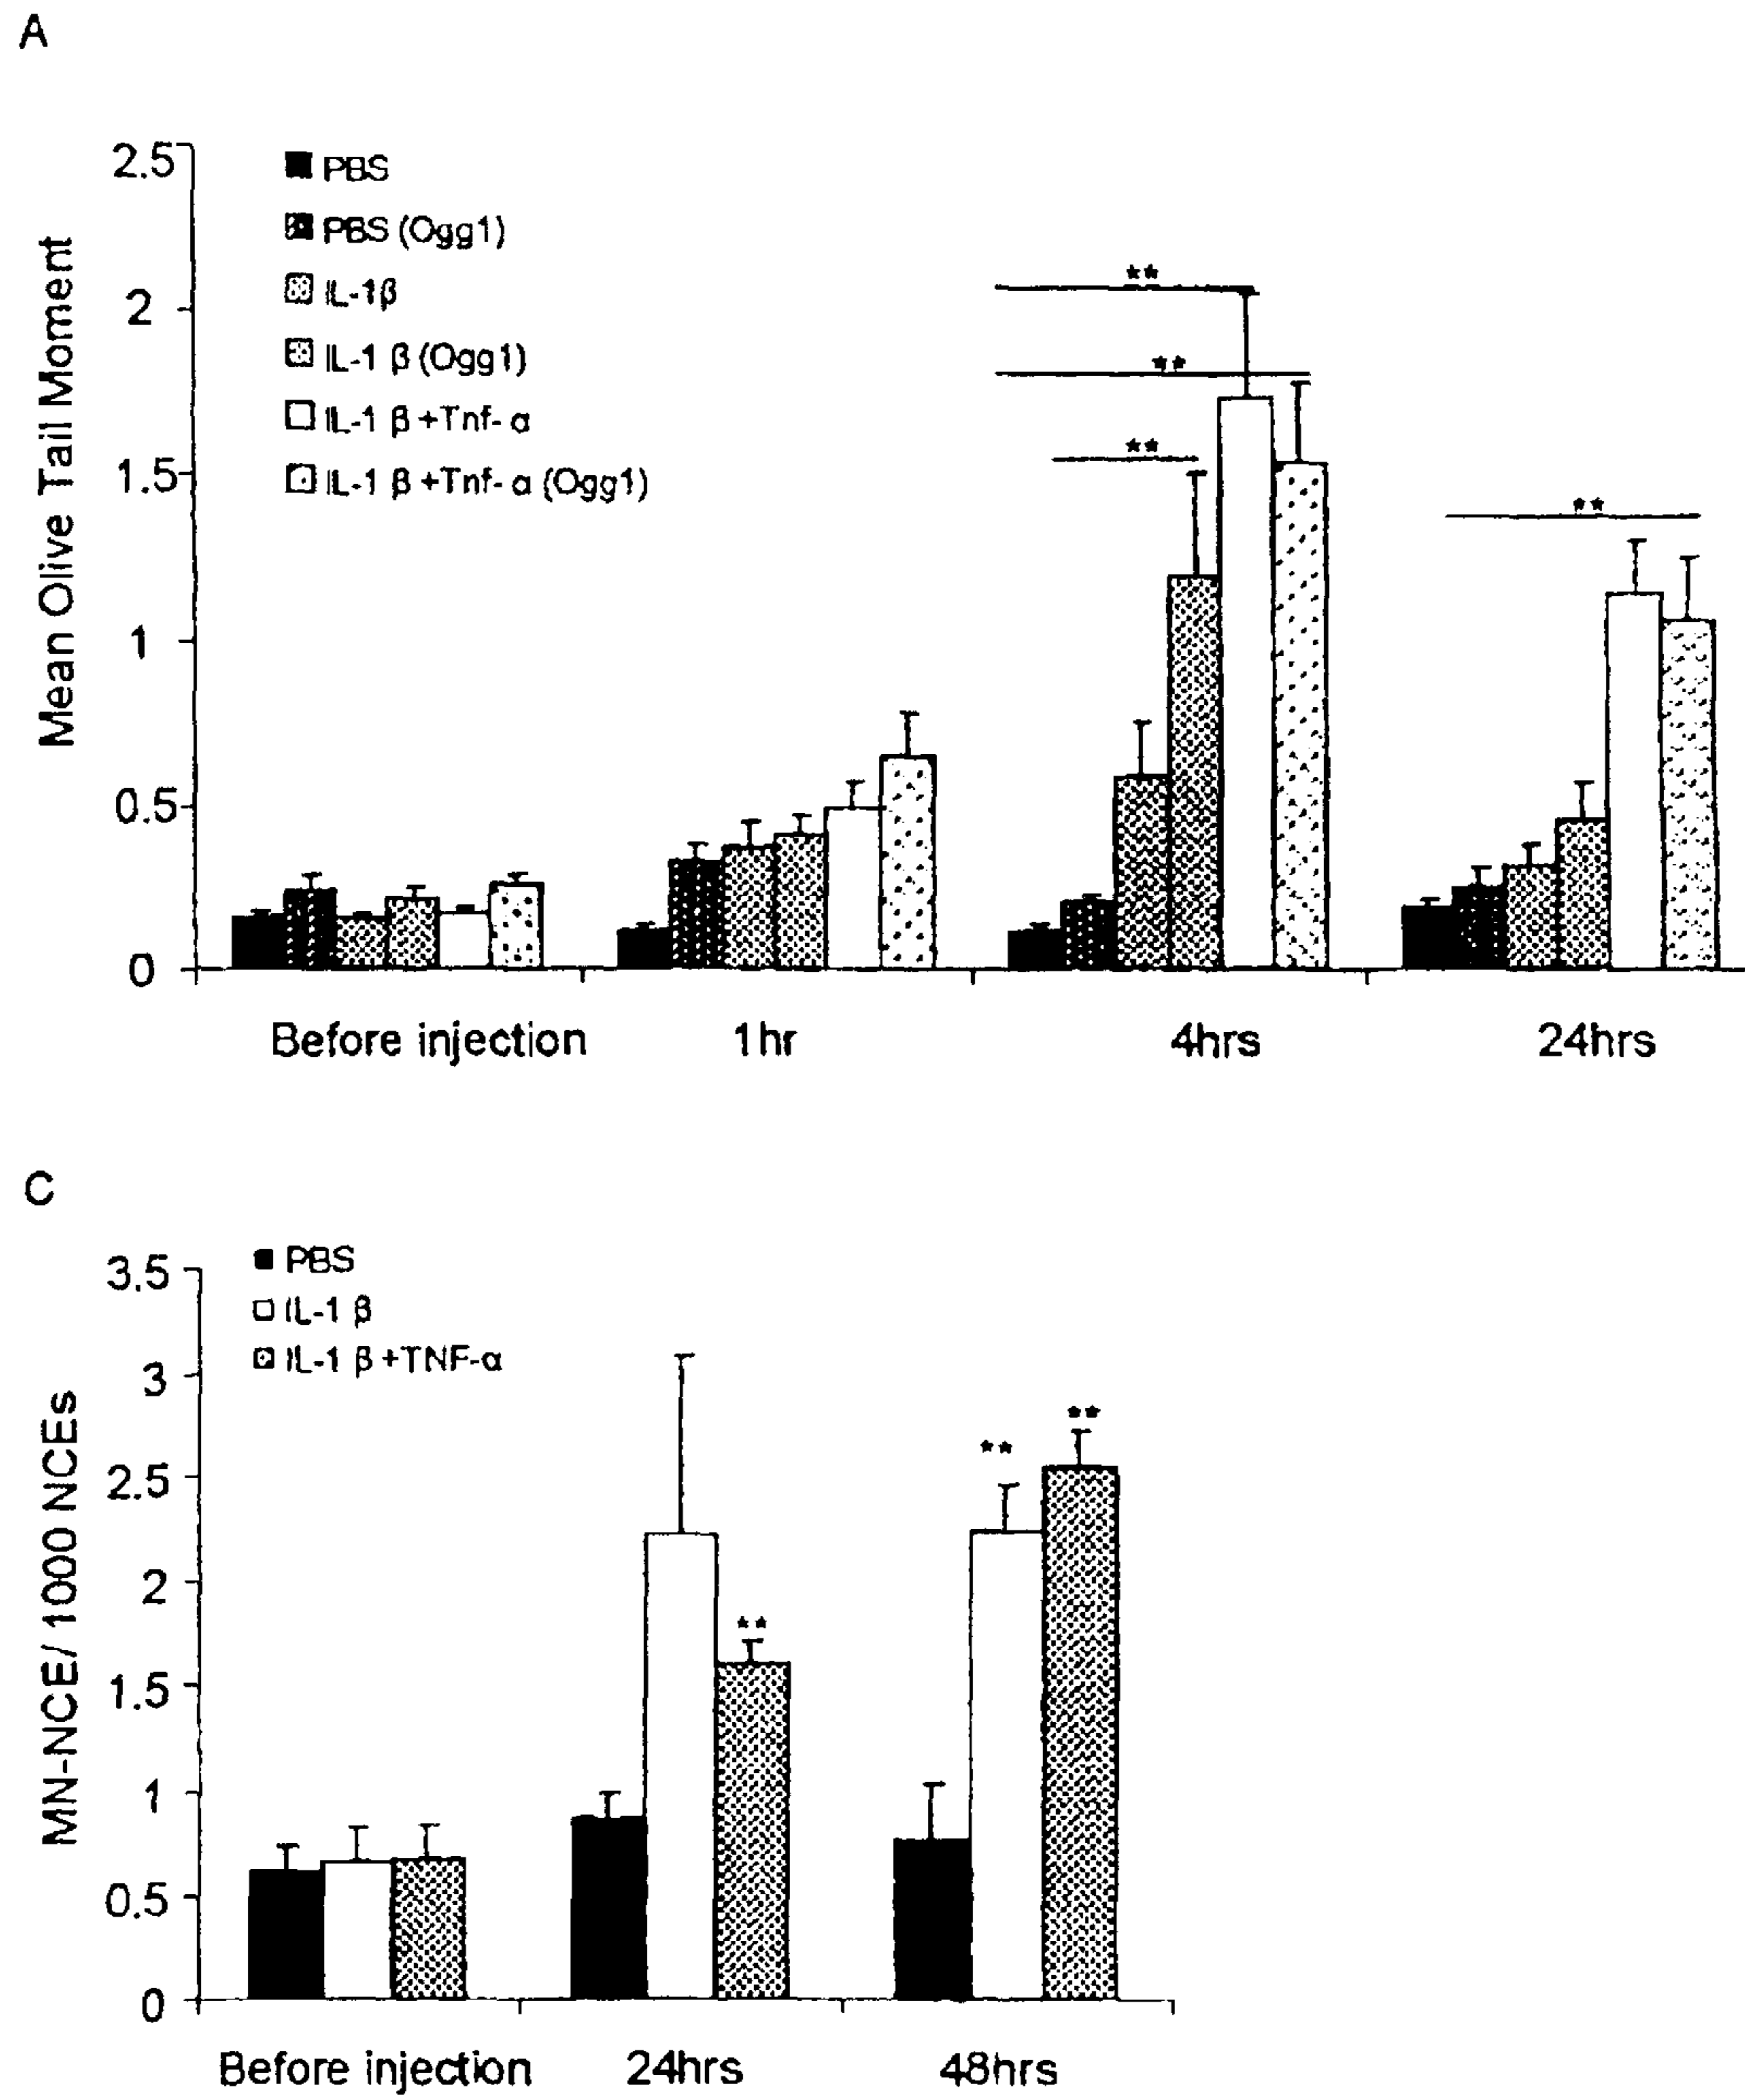 A
Mean Olive Tail Moment
2.5
2
1.5
1
0.5
0
PBS
PBS (Ogg1)
IL-1β
IL-1 β (Ogg1)
IL-1 β +Tnf- α
IL-1 β +Tnf- α (Ogg1)
**
**
**
**
Before injection 1hr 4hrs 24hrs
C
MN-NCE/ 1000 NCEs
3.5
3
2.5
2
1.5
1
0.5
0
PBS
IL-1 β
IL-1 β +TNF-α
**
**
**
Before injection 24hrs 48hrs